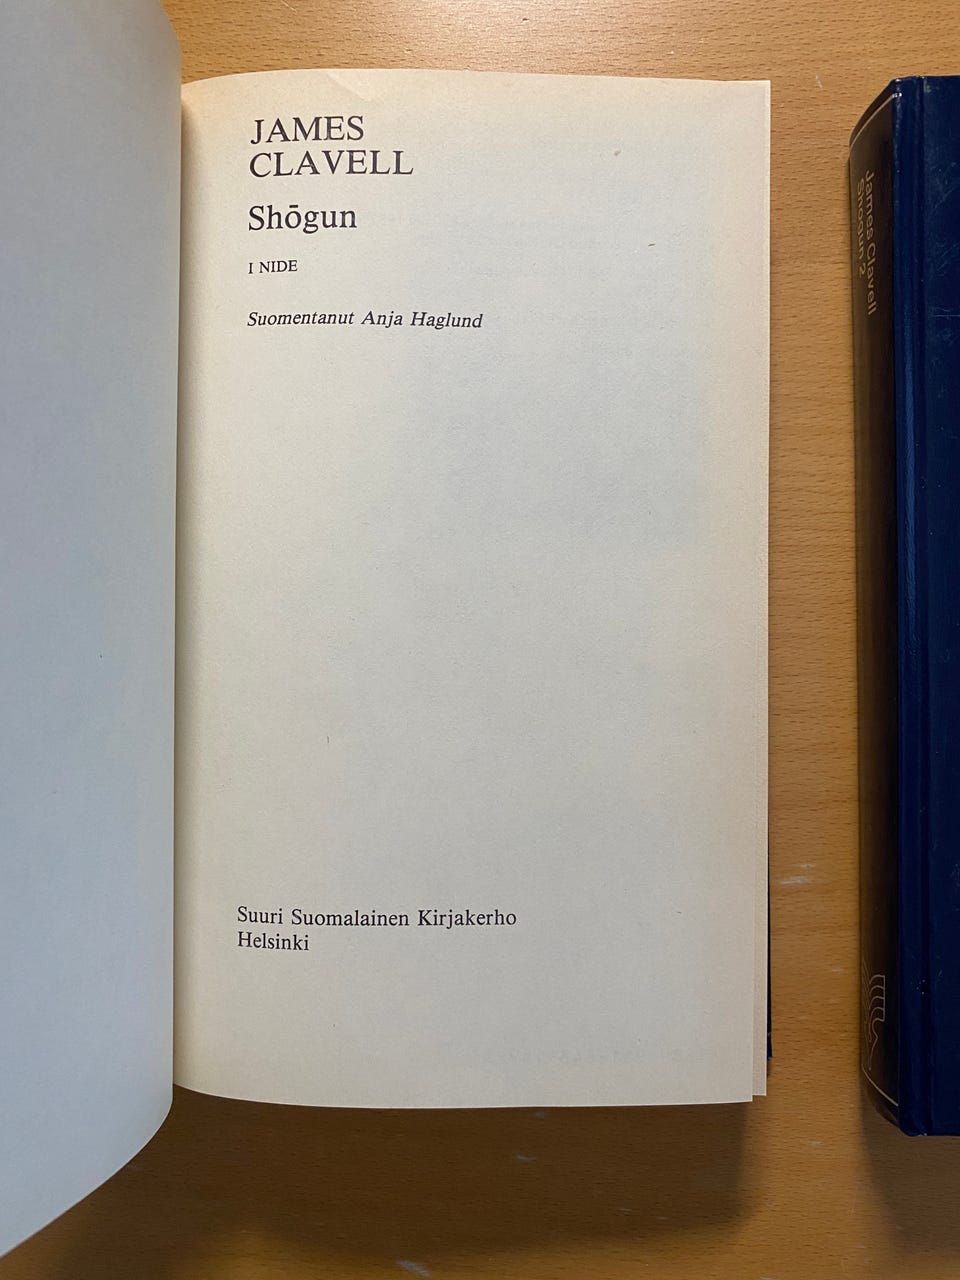 JAMES
CLAVELL
Shōgun
I NIDE
Suomentanut Anja Haglund
Suuri Suomalainen Kirjakerho
Helsinki
James Clavell
Shōgun 2